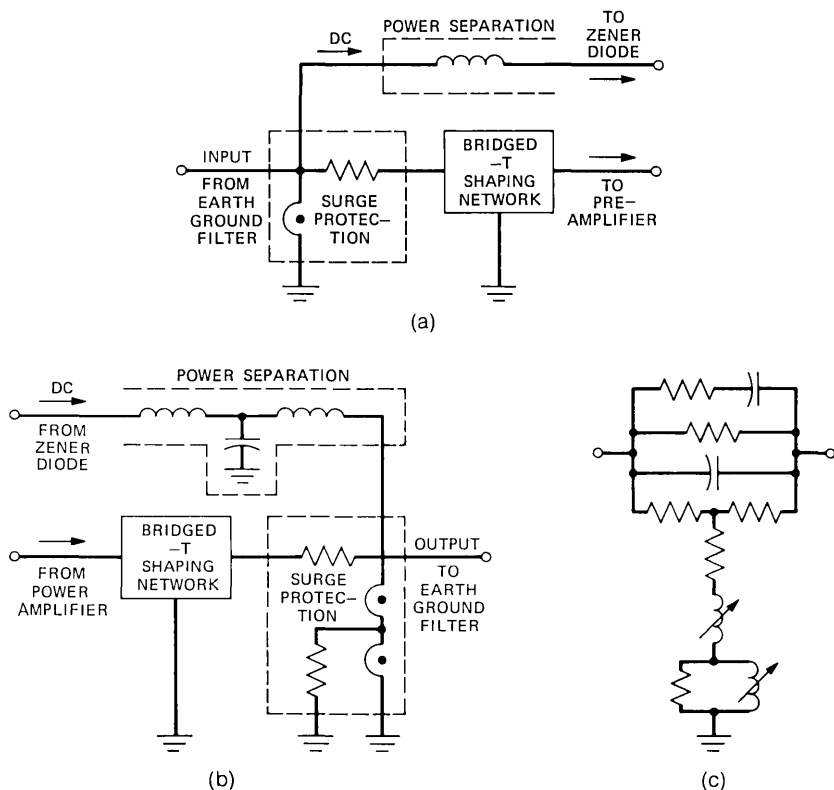 POWER SEPARATION
TO
ZENER
DIODE
DC
INPUT
FROM
EARTH
GROUND
FILTER
SURGE
PROTEC–
TION
BRIDGED
–T
SHAPING
NETWORK
TO
PRE–
AMPLIFIER
(a)
POWER SEPARATION
DC
FROM
ZENER
DIODE
BRIDGED
–T
SHAPING
NETWORK
FROM
POWER
AMPLIFIER
SURGE
PROTEC–
TION
OUTPUT
TO
EARTH
GROUND
FILTER
(b)
(c)